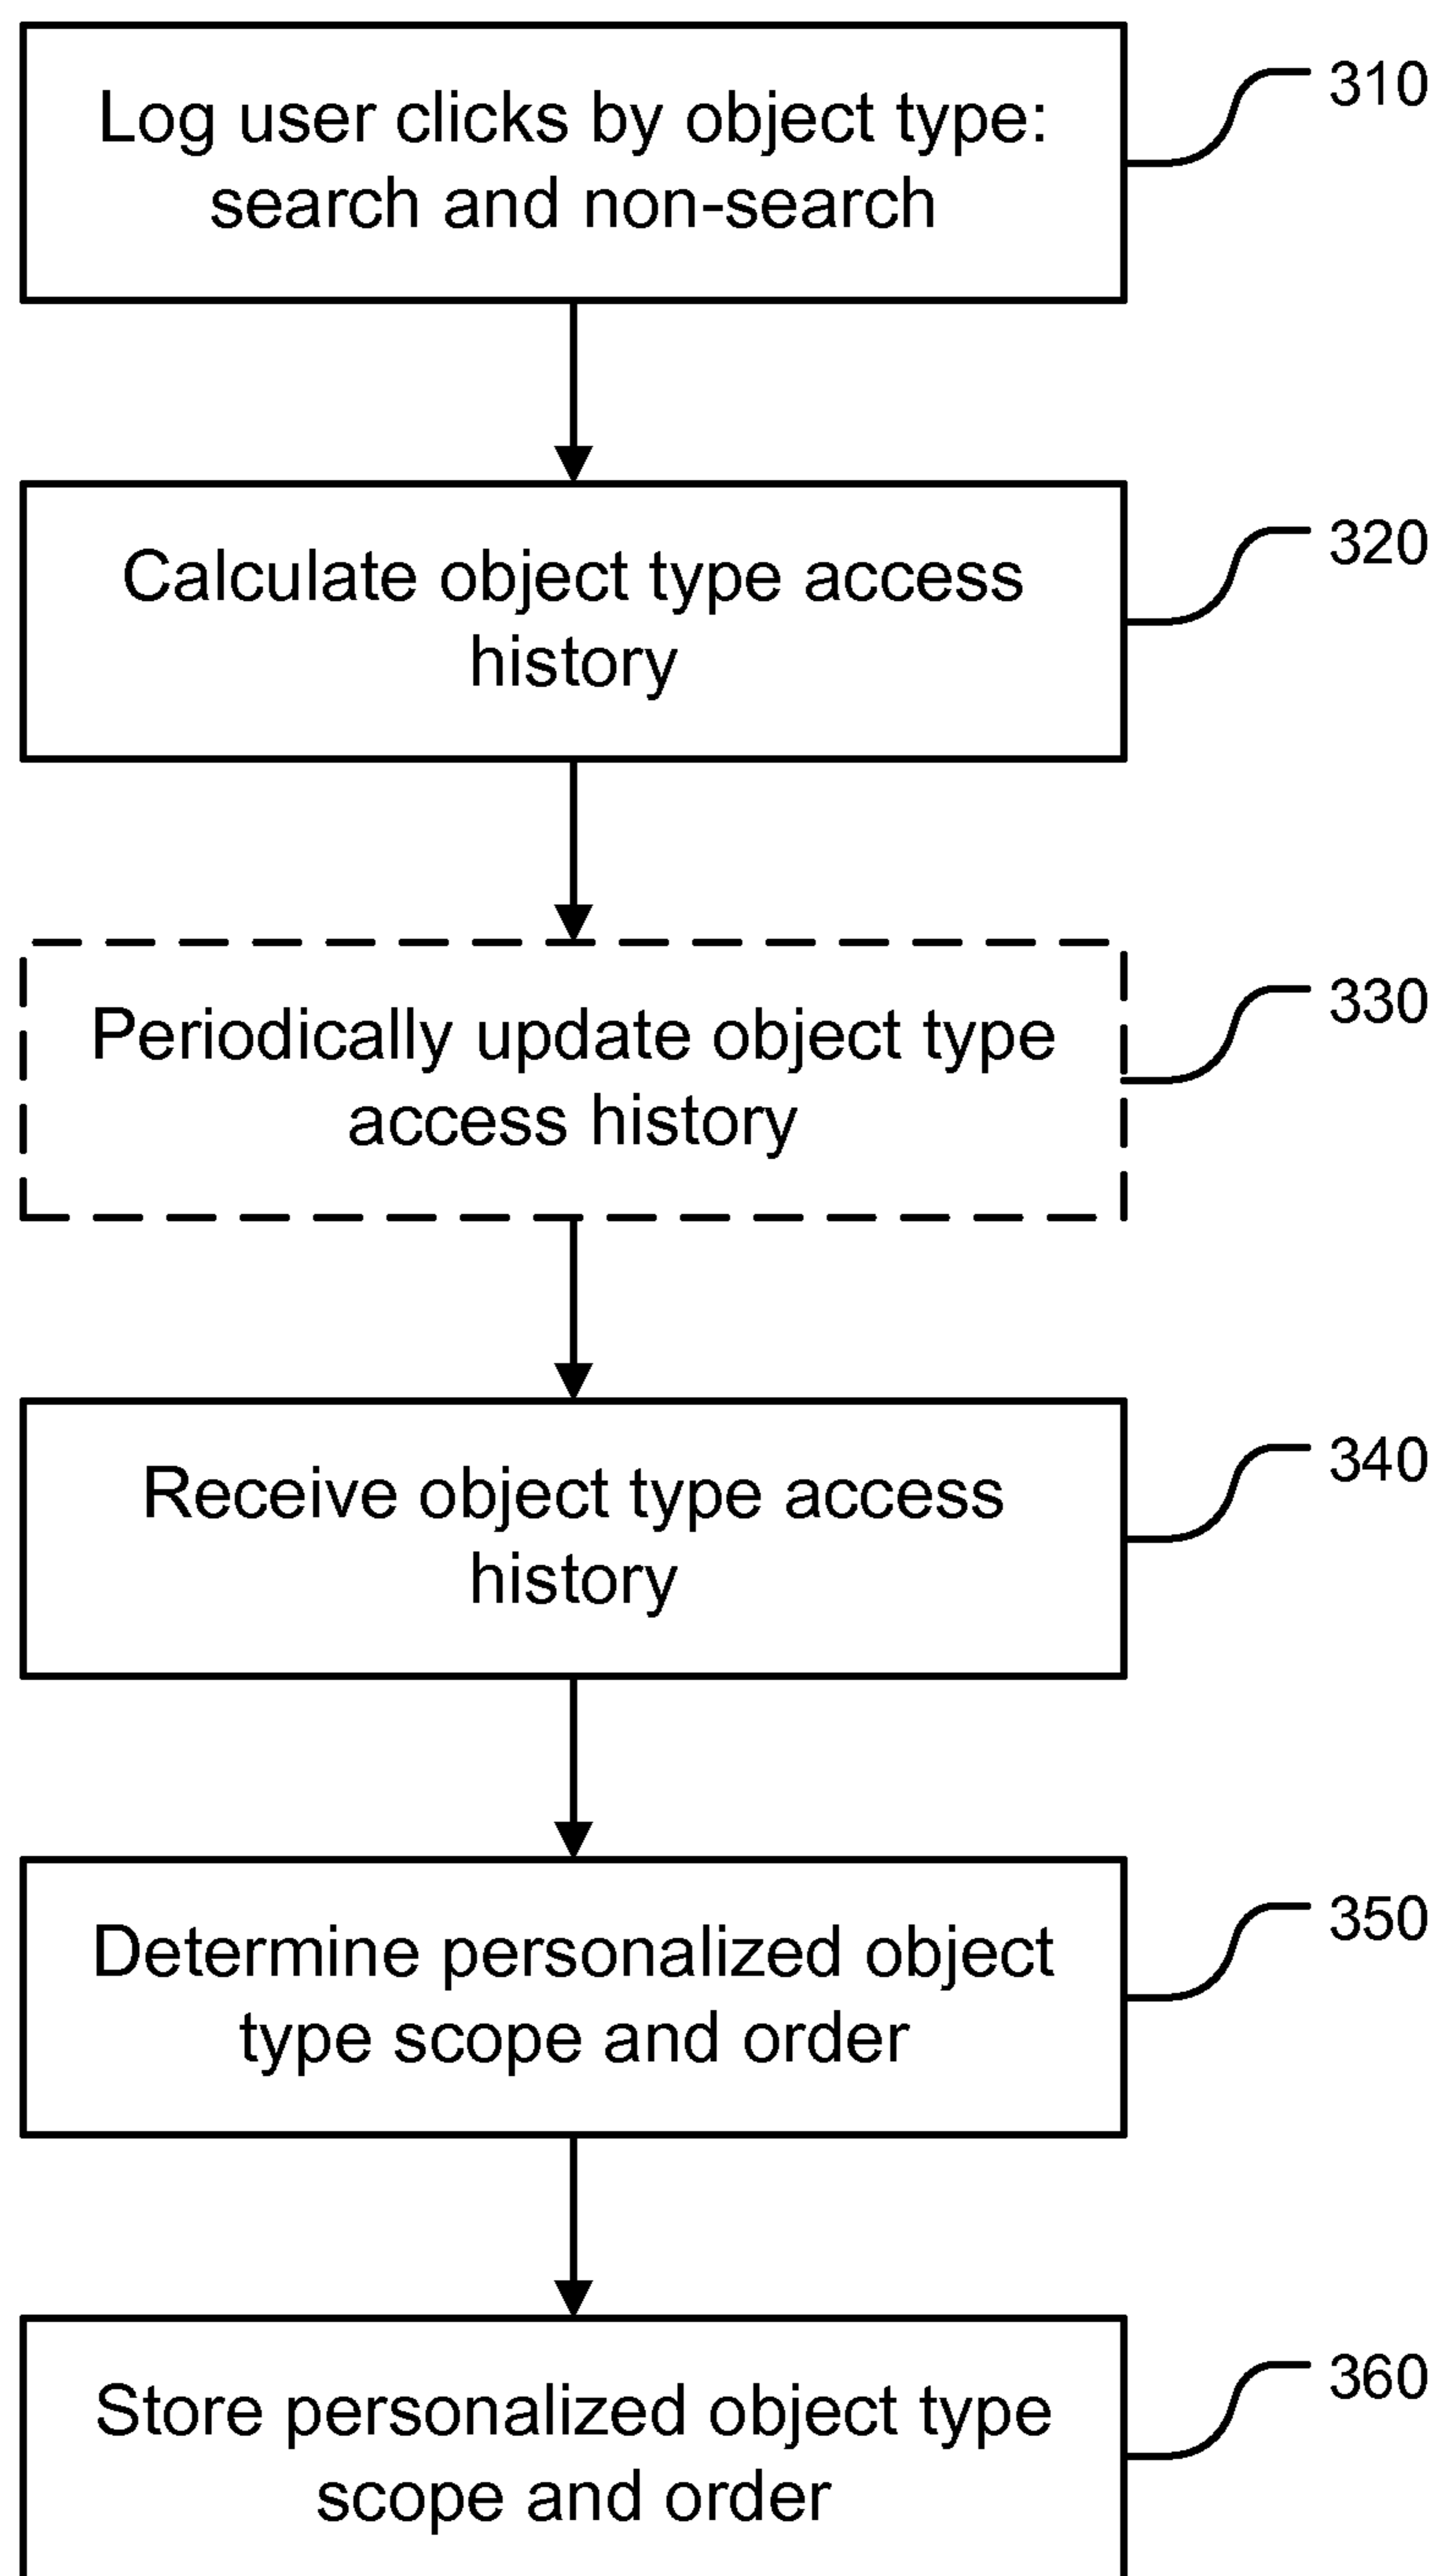 Log user clicks by object type:
search and non-search
310
Calculate object type access
history
320
Periodically update object type
access history
330
Receive object type access
history
340
Determine personalized object
type scope and order
350
Store personalized object type
scope and order
360